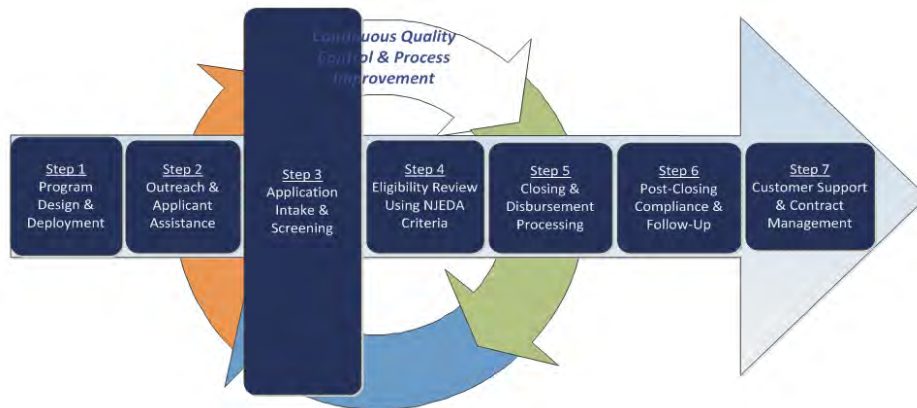 Continuous Quality
Control & Process
Improvement
Step 1
Program
Design &
Deployment
Step 2
Outreach &
Applicant
Assistance
Step 3
Application
Intake &
Screening
Step 4
Eligibility Review
Using NJEDA
Criteria
Step 5
Closing &
Disbursement
Processing
Step 6
Post-Closing
Compliance &
Follow-Up
Step 7
Customer Support
& Contract
Management